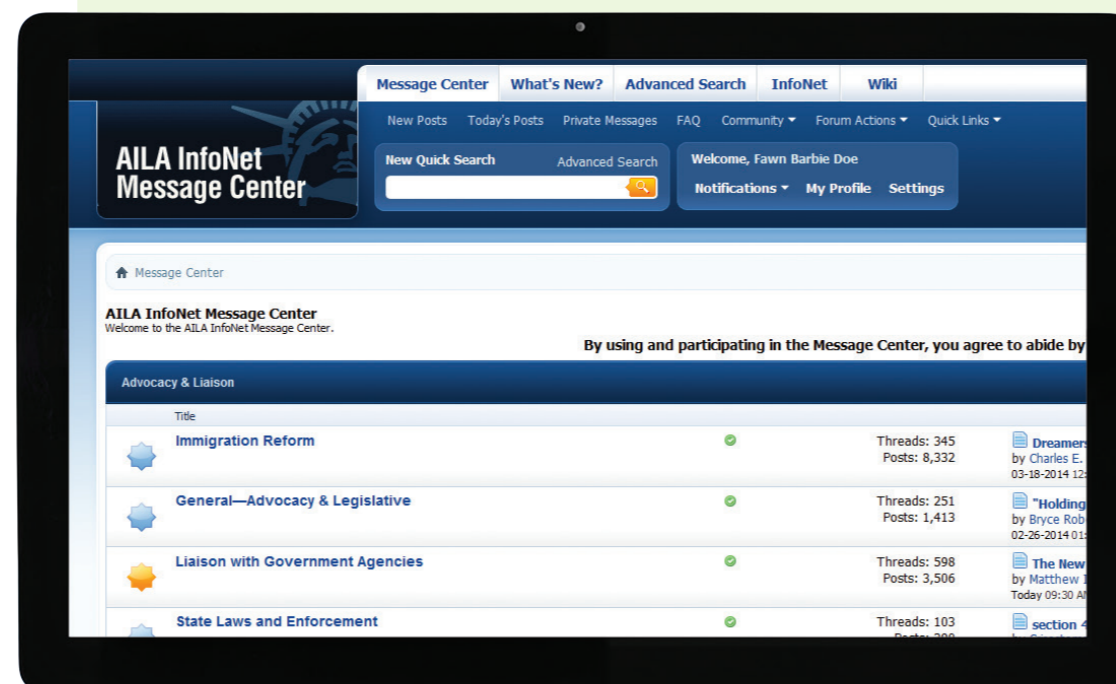 Message Center What's New? Advanced Search InfoNet Wiki
New Posts Today's Posts Private Messages FAQ Community Forum Actions Quick Links
AILA InfoNet
Message Center
New Quick Search Advanced Search
Welcome, Fawn Barbie Doe
Notifications My Profile Settings
Message Center
AILA InfoNet Message Center
Welcome to the AILA InfoNet Message Center.
By using and participating in the Message Center, you agree to abide by
Advocacy & Liaison
Title
Immigration Reform
Threads: 345
Posts: 8,332
Dreamers
by Charles E.
03-18-2014 12:
General—Advocacy & Legislative
Threads: 251
Posts: 1,413
"Holding
by Bryce Rob
02-26-2014 01:
Liaison with Government Agencies
Threads: 598
Posts: 3,506
The New
by Matthew I
Today 09:30 AM
State Laws and Enforcement
Threads: 103
section 4